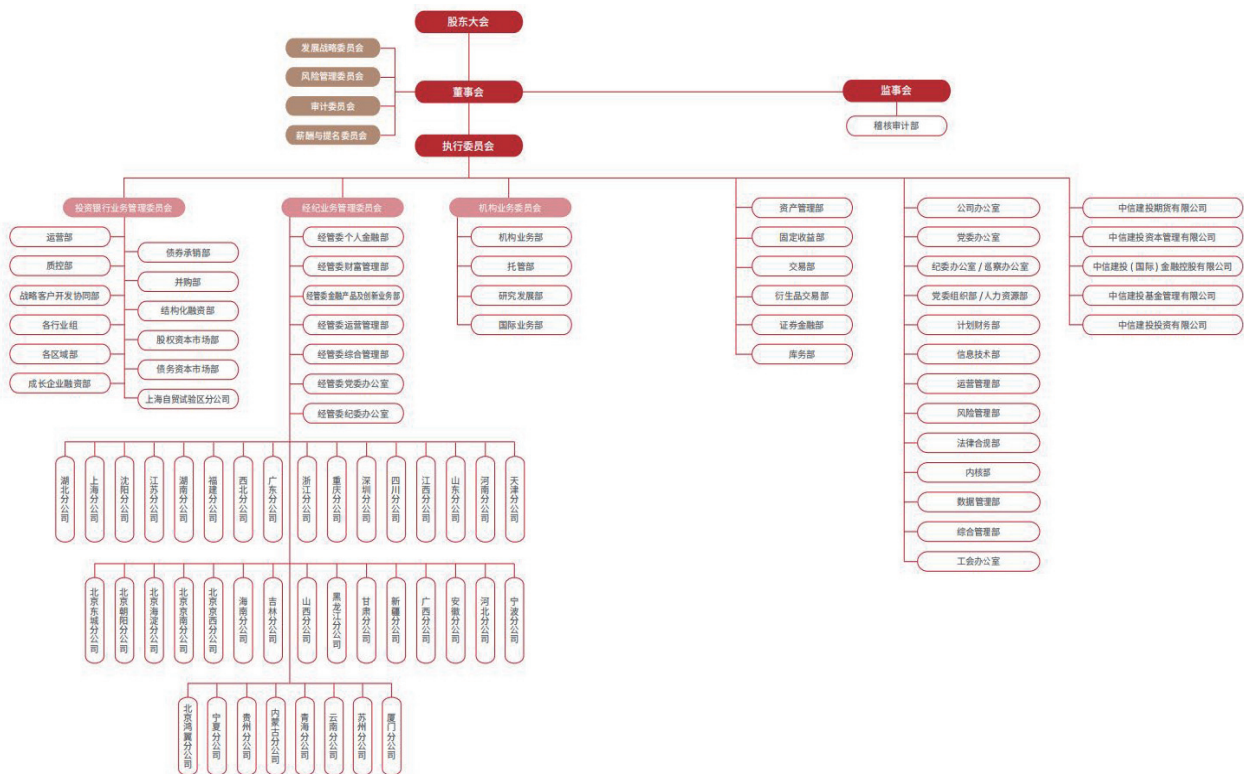 股东大会
发展战略委员会
风险管理委员会
审计委员会
薪酬与提名委员会
董事会
监事会
稽核审计部
执行委员会
投资银行业务管理委员会
运营部
质控部
战略客户开发协同部
各行业组
各区域部
成长企业融资部
债券承销部
并购部
结构化融资部
股权资本市场部
债务资本市场部
上海自贸试验区分公司
经纪业务管理委员会
经管委个人金融部
经管委财富管理部
经管委金融产品及创新业务部
经管委运营管理部
经管委综合管理部
经管委党委办公室
经管委纪委办公室
机构业务委员会
机构业务部
托管部
研究发展部
国际业务部
资产管理部
固定收益部
交易部
衍生品交易部
证券金融部
库务部
公司办公室
党委办公室
纪委办公室/巡察办公室
党委组织部/人力资源部
计划财务部
信息技术部
运营管理部
风险管理部
法律合规部
内核部
数据管理部
综合管理部
工会办公室
中信建投期货有限公司
中信建投资本管理有限公司
中信建投(国际)金融控股有限公司
中信建投基金管理有限公司
中信建投投资有限公司
湖北分公司
上海分公司
沈阳分公司
江苏分公司
湖南分公司
福建分公司
西北分公司
广东分公司
浙江分公司
重庆分公司
深圳分公司
四川分公司
江西分公司
山东分公司
河南分公司
天津分公司
北京东城分公司
北京朝阳分公司
北京海淀分公司
北京京南分公司
北京京西分公司
海南分公司
吉林分公司
山西分公司
黑龙江分公司
甘肃分公司
新疆分公司
广西分公司
安徽分公司
河北分公司
宁波分公司
北京鸿翼分公司
宁夏分公司
贵州分公司
内蒙古分公司
青海分公司
云南分公司
苏州分公司
厦门分公司